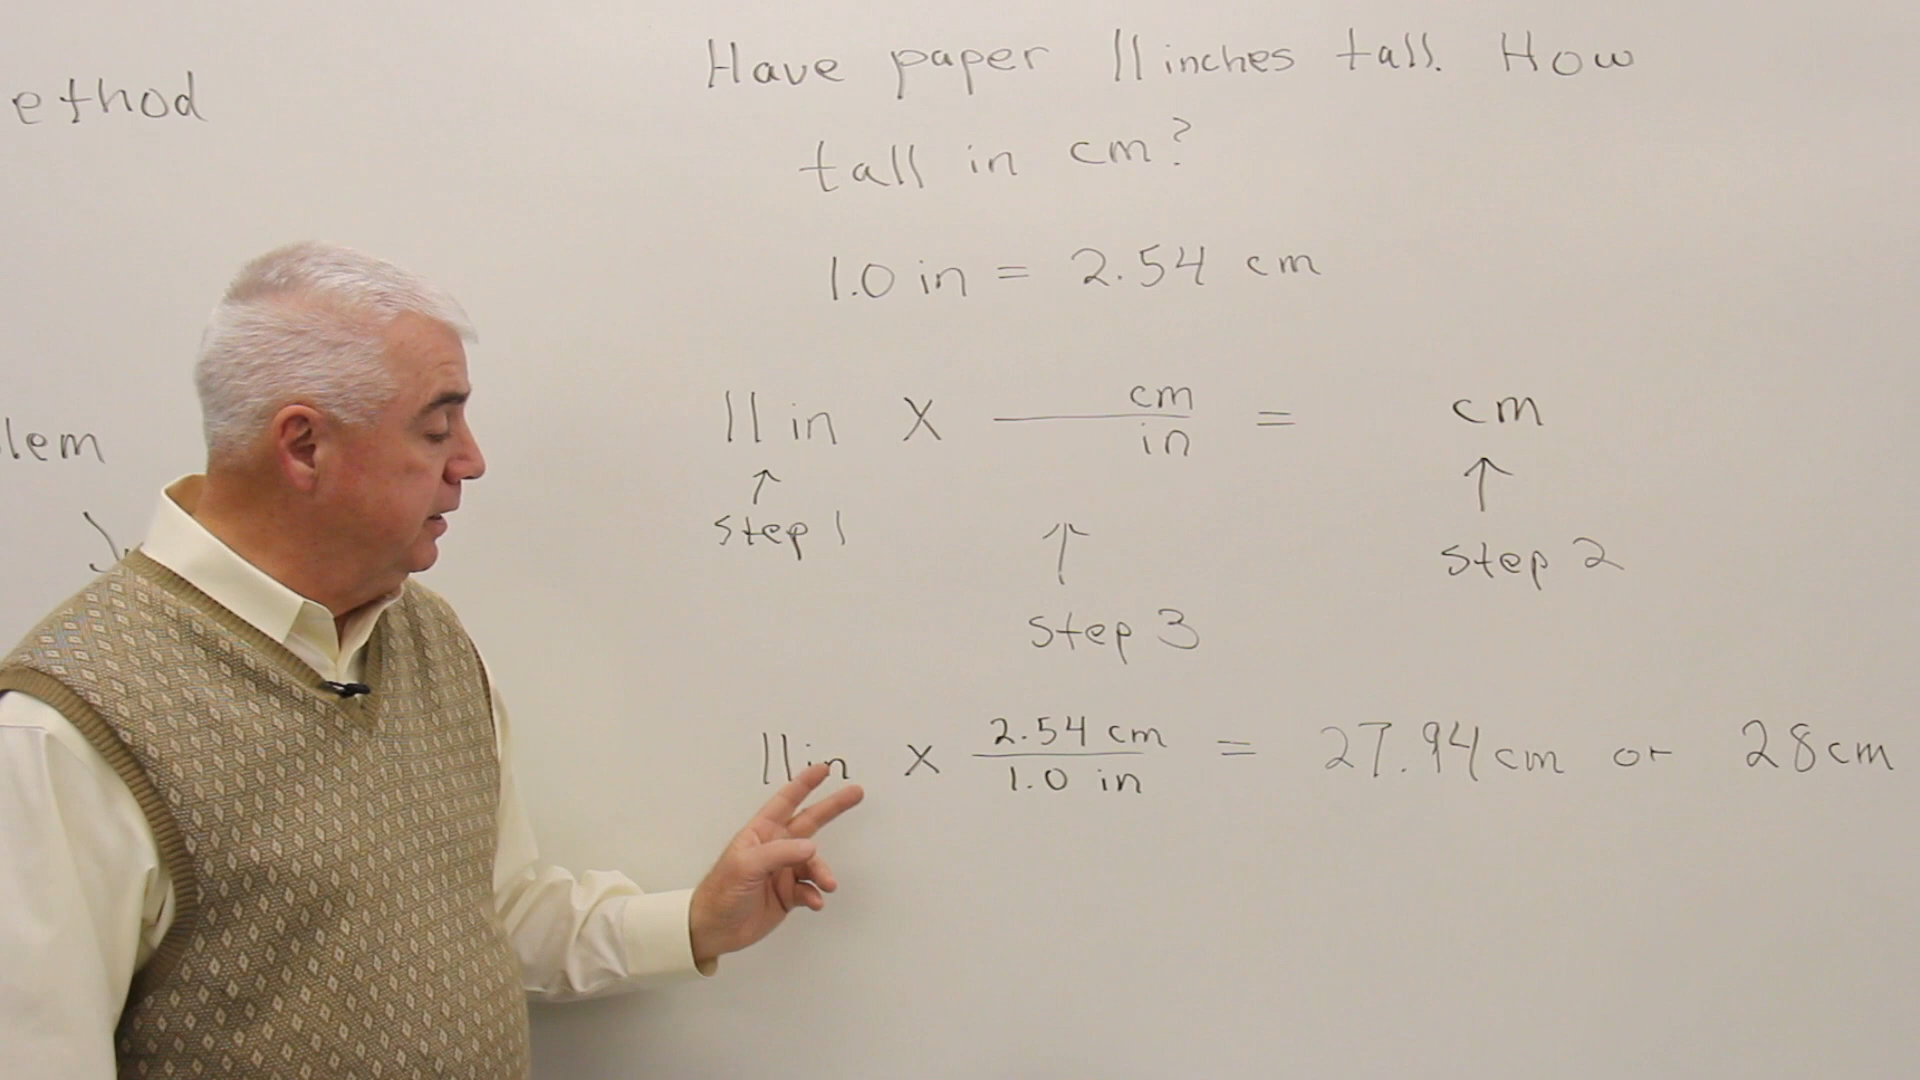 ethod
lem
Have paper 11 inches tall. How
tall in cm?
1.0 in = 2.54 cm
11 in X cm/in = cm
↑ ↑
step 1 ↑ step 2
step 3
11 in x 2.54 cm/1.0 in = 27.94 cm or 28 cm